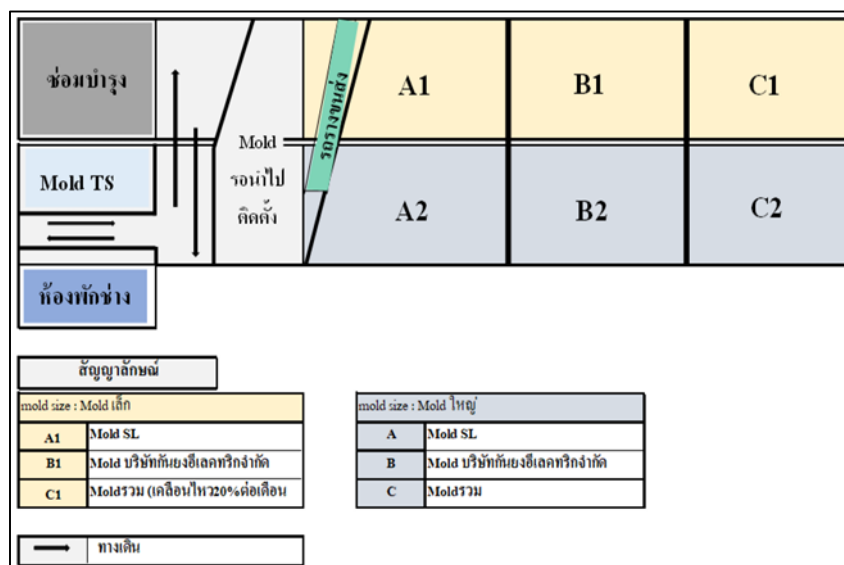 ซ่อมบำรุง
Mold TS
ห้องพักช่าง
Mold
รอนำไป
ติดตั้ง
รถรางขนส่ง
A1
B1
C1
A2
B2
C2
สัญญาลักษณ์
mold size : Mold เล็ก
A1 Mold SL
B1 Mold บริษัทกันยงอีเลคทริกจำกัด
C1 Moldรวม (เคลื่อนไหว20%ต่อเดือน
mold size : Mold ใหญ่
A Mold SL
B Mold บริษัทกันยงอีเลคทริกจำกัด
C Moldรวม
ทางเดิน